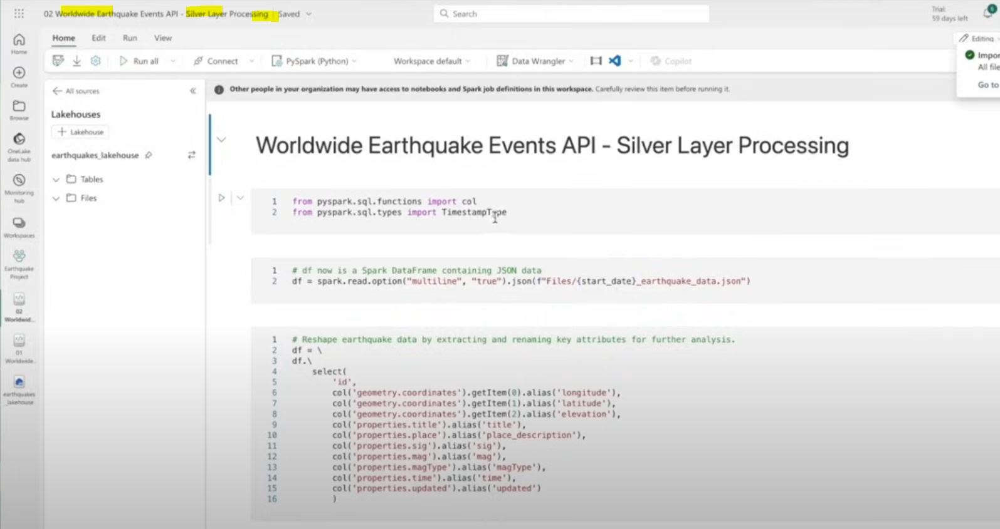 02 Worldwide Earthquake Events API - Silver Layer Processing | Saved
Search
Trial:
59 days left
6
Home Edit Run View
Editing
Run all Connect PySpark (Python) Workspace default Data Wrangler Copilot
All sources
Lakehouses
Lakehouse
earthquakes_lakehouse
Tables
Files
Home
Create
Browse
OneLake
data hub
Monitoring
hub
Workspaces
Earthquake
Project
02
Worldwid...
01
Worldwide...
earthquakes
_lakehouse
Other people in your organization may have access to notebooks and Spark job definitions in this workspace. Carefully review this item before running it.
Impor
All file
Go to
Worldwide Earthquake Events API - Silver Layer Processing
1 from pyspark.sql.functions import col
2 from pyspark.sql.types import TimestampType
1 # df now is a Spark DataFrame containing JSON data
2 df = spark.read.option("multiline", "true").json(f"Files/{start_date}_earthquake_data.json")
1 # Reshape earthquake data by extracting and renaming key attributes for further analysis.
2 df = \
3 df.\
4 select(
5 'id',
6 col('geometry.coordinates').getItem(0).alias('longitude'),
7 col('geometry.coordinates').getItem(1).alias('latitude'),
8 col('geometry.coordinates').getItem(2).alias('elevation'),
9 col('properties.title').alias('title'),
10 col('properties.place').alias('place_description'),
11 col('properties.sig').alias('sig'),
12 col('properties.mag').alias('mag'),
13 col('properties.magType').alias('magType'),
14 col('properties.time').alias('time'),
15 col('properties.updated').alias('updated')
16 )